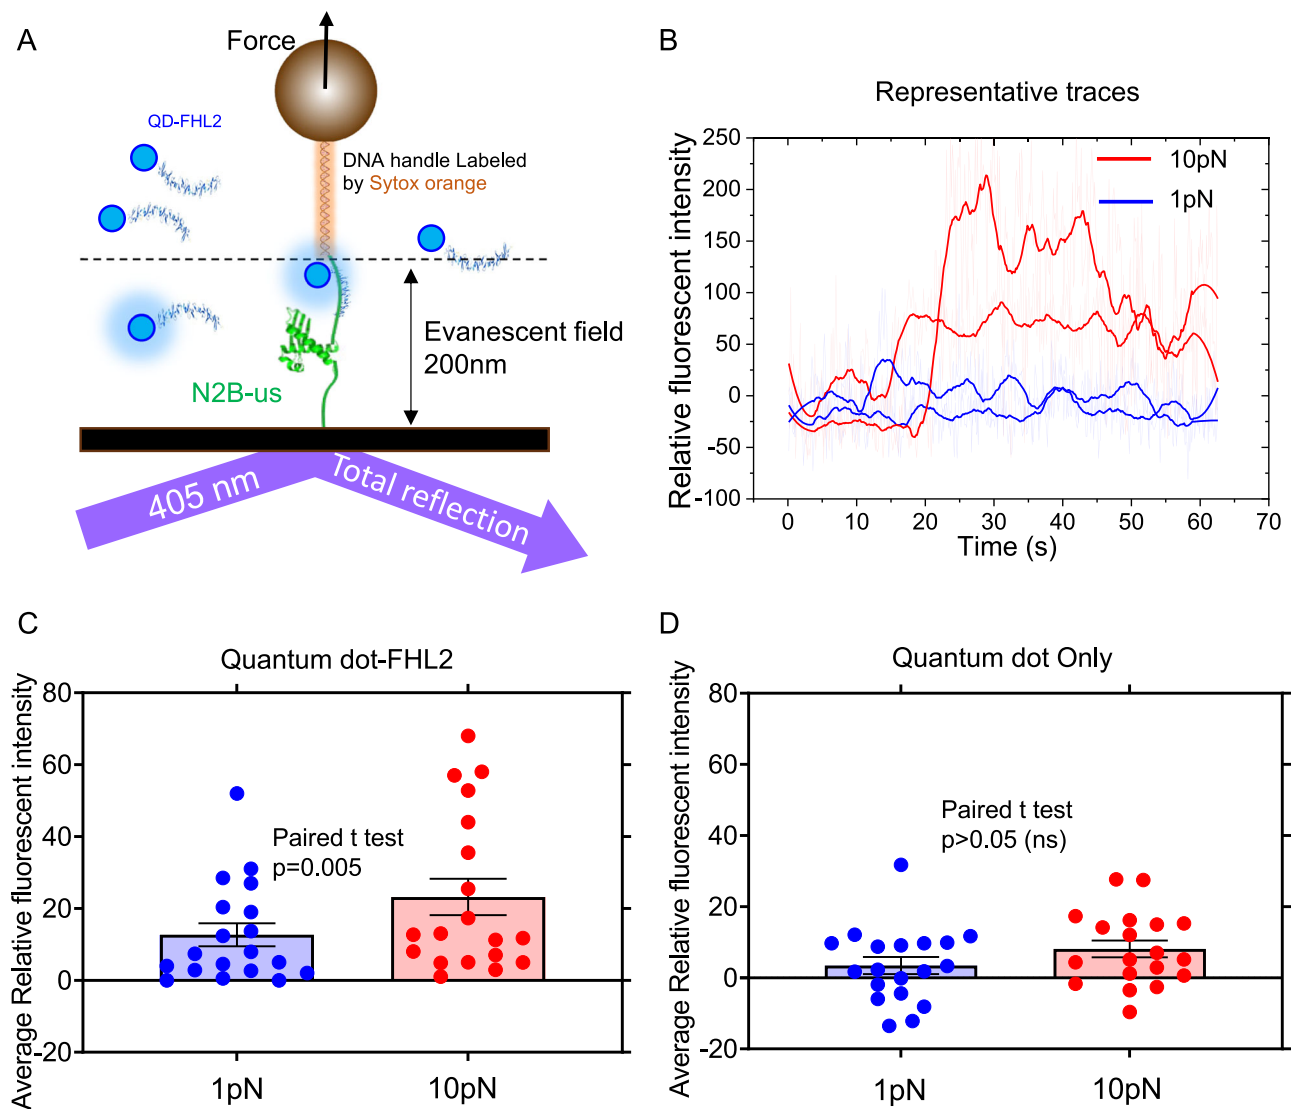 A
Force
QD-FHL2
DNA handle Labeled
by Sytox orange
Evanescent field
200nm
N2B-us
405 nm
Total reflection
B
Representative traces
Relative fluorescent intensity
250
200
150
100
50
0
-50
-100
10pN
1pN
0
10
20
30
40
50
60
70
Time (s)
C
Quantum dot-FHL2
Average Relative fluorescent intensity
80
60
40
20
0
-20
Paired t test
p=0.005
1pN
10pN
D
Quantum dot Only
Average Relative fluorescent intensity
80
60
40
20
0
-20
Paired t test
p>0.05 (ns)
1pN
10pN